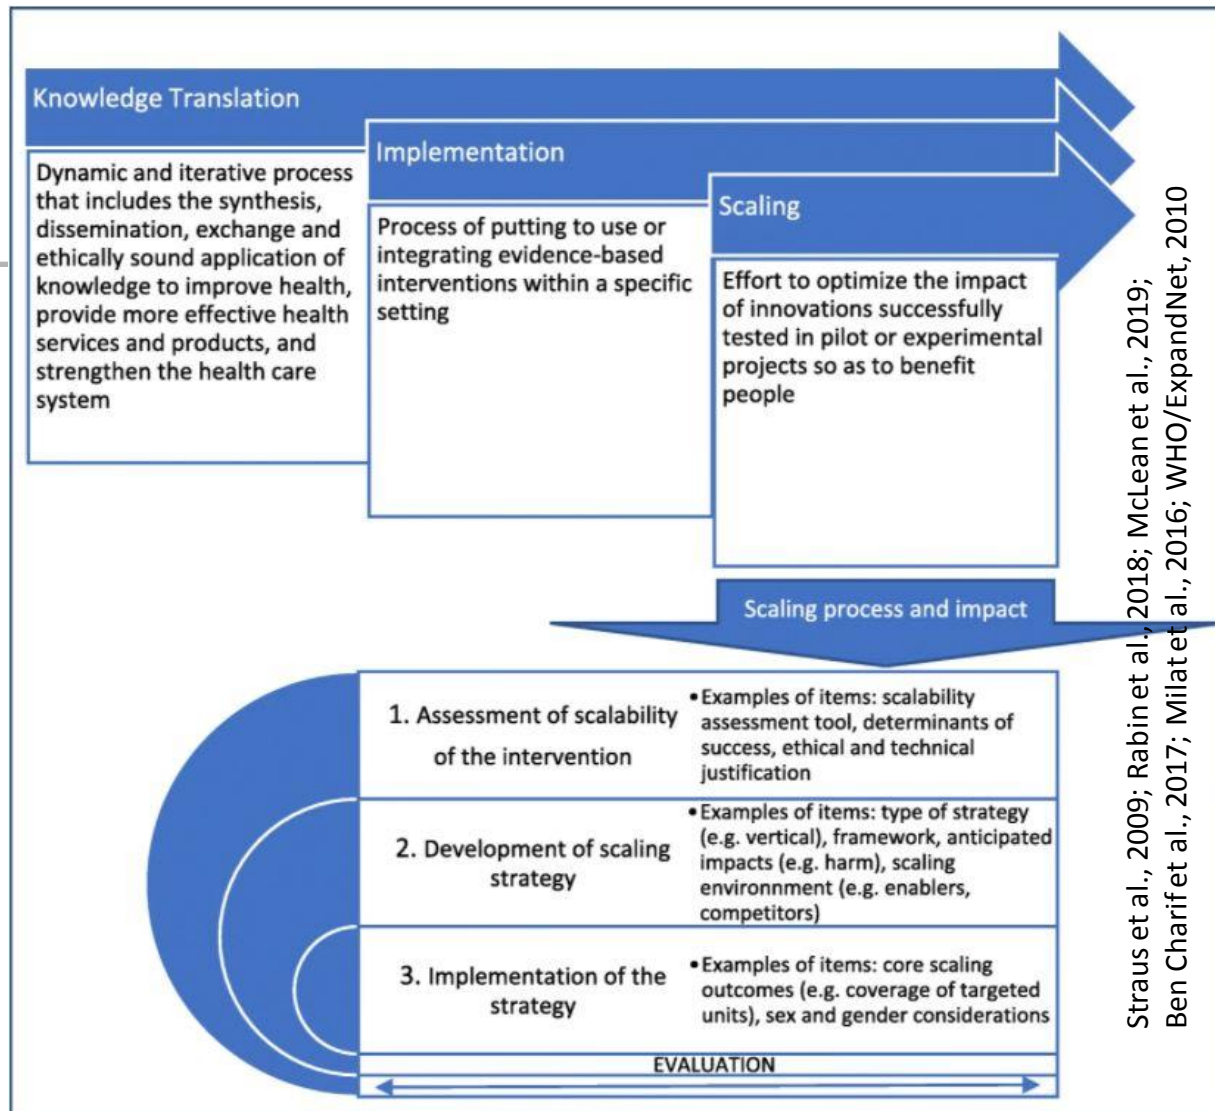 Knowledge Translation
Dynamic and iterative process
that includes the synthesis,
dissemination, exchange and
ethically sound application of
knowledge to improve health,
provide more effective health
services and products, and
strengthen the health care
system
Implementation
Process of putting to use or
integrating evidence-based
interventions within a specific
setting
Scaling
Effort to optimize the impact
of innovations successfully
tested in pilot or experimental
projects so as to benefit
people
Scaling process and impact
1. Assessment of scalability
of the intervention
• Examples of items: scalability
assessment tool, determinants of
success, ethical and technical
justification
2. Development of scaling
strategy
• Examples of items: type of strategy
(e.g. vertical), framework, anticipated
impacts (e.g. harm), scaling
environnment (e.g. enablers,
competitors)
3. Implementation of the
strategy
• Examples of items: core scaling
outcomes (e.g. coverage of targeted
units), sex and gender considerations
EVALUATION
Straus et al., 2009; Rabin et al., 2018; McLean et al., 2019;
Ben Charif et al., 2017; Milat et al., 2016; WHO/ExpandNet, 2010